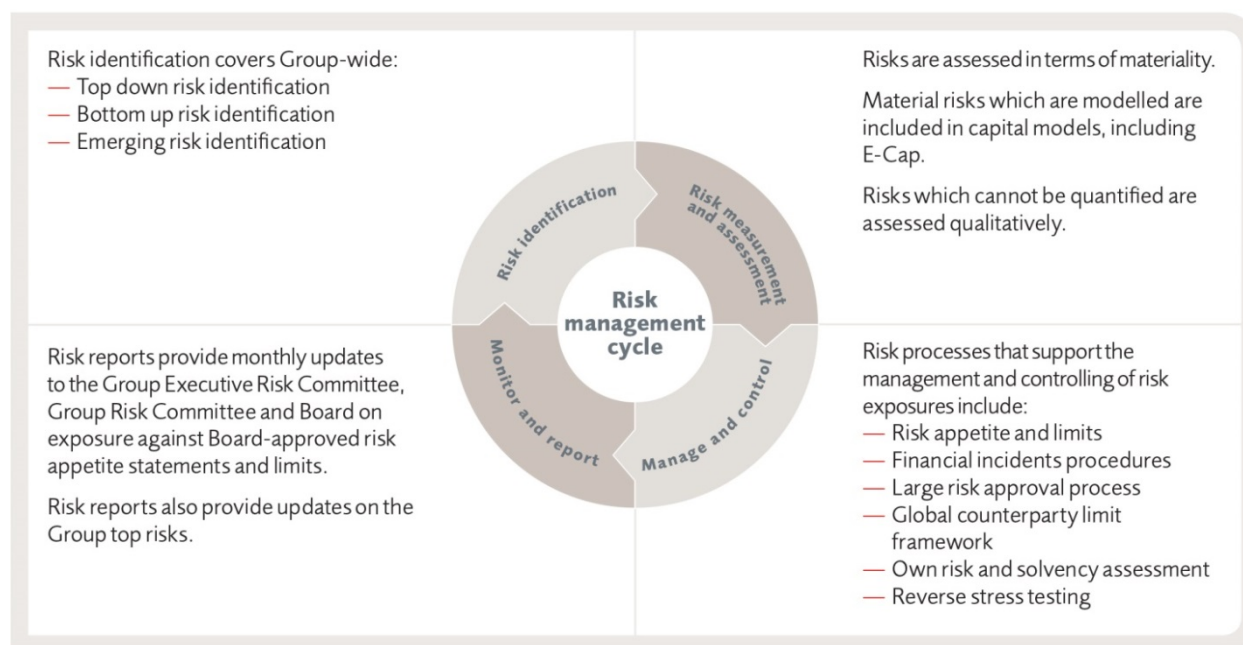 Risk identification covers Group-wide:
— Top down risk identification
— Bottom up risk identification
— Emerging risk identification
Risks are assessed in terms of materiality.
Material risks which are modelled are
included in capital models, including
E-Cap.
Risks which cannot be quantified are
assessed qualitatively.
Risk identification
Risk measurement
and assessment
Risk
management
cycle
Monitor and report
Manage and control
Risk reports provide monthly updates
to the Group Executive Risk Committee,
Group Risk Committee and Board on
exposure against Board-approved risk
appetite statements and limits.
Risk reports also provide updates on the
Group top risks.
Risk processes that support the
management and controlling of risk
exposures include:
— Risk appetite and limits
— Financial incidents procedures
— Large risk approval process
— Global counterparty limit
framework
— Own risk and solvency assessment
— Reverse stress testing